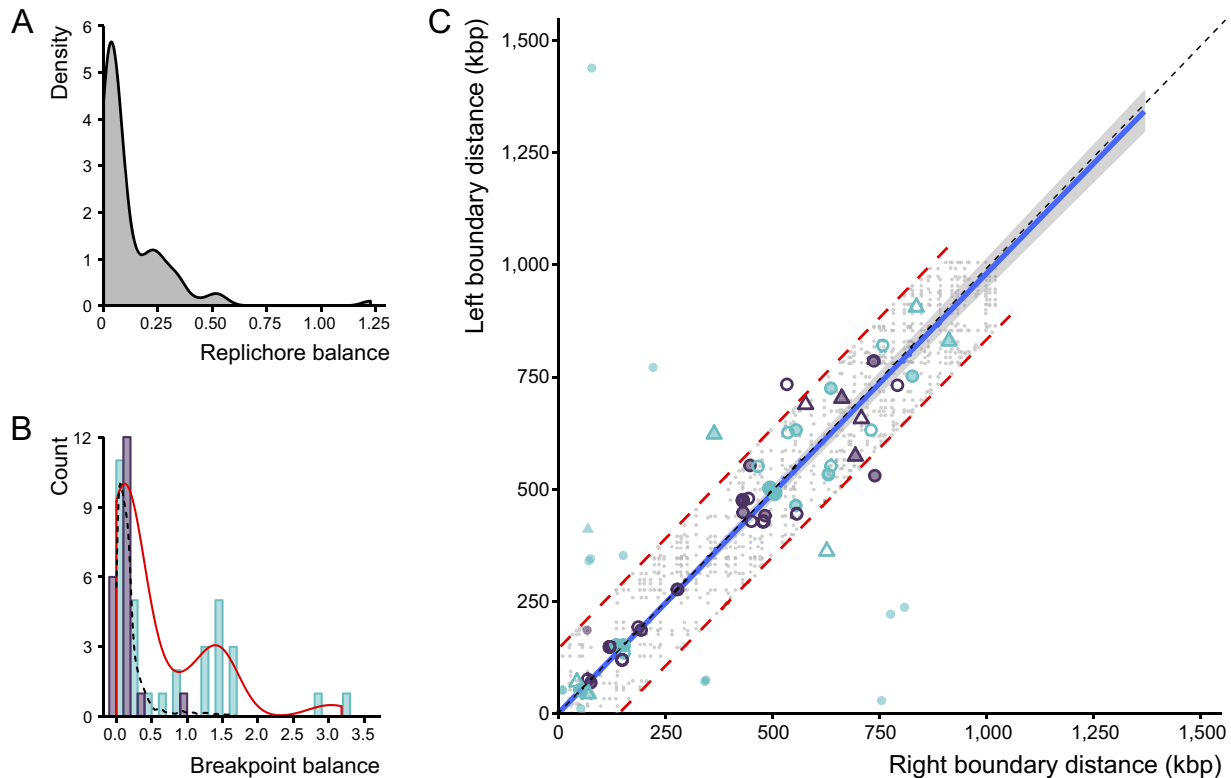 A
Density
6
5
4
3
2
1
0
0 0.25 0.50 0.75 1.00 1.25
Replichore balance
B
Count
12
9
6
3
0
0.0 0.5 1.0 1.5 2.0 2.5 3.0 3.5
Breakpoint balance
C
Left boundary distance (kbp)
1,500
1,250
1,000
750
500
250
0
0 250 500 750 1,000 1,250 1,500
Right boundary distance (kbp)